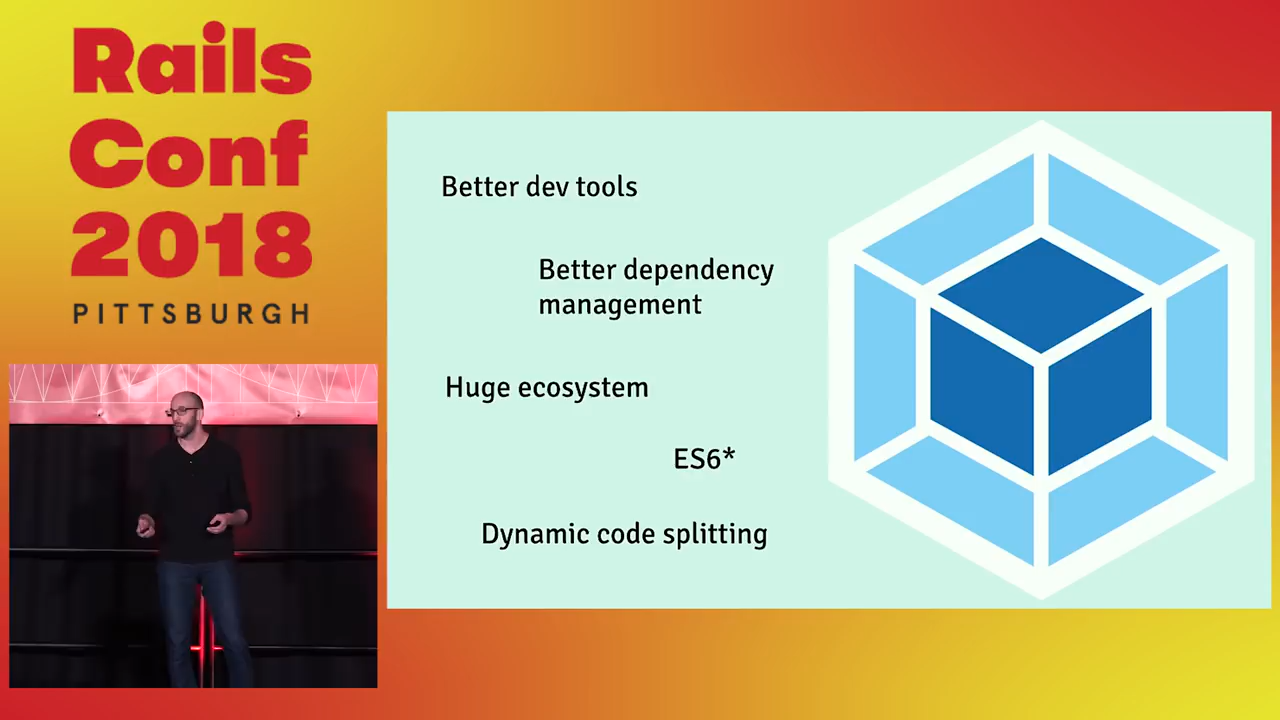 Rails
Conf
2018
PITTSBURGH
Better dev tools
Better dependency
management
Huge ecosystem
ES6*
Dynamic code splitting